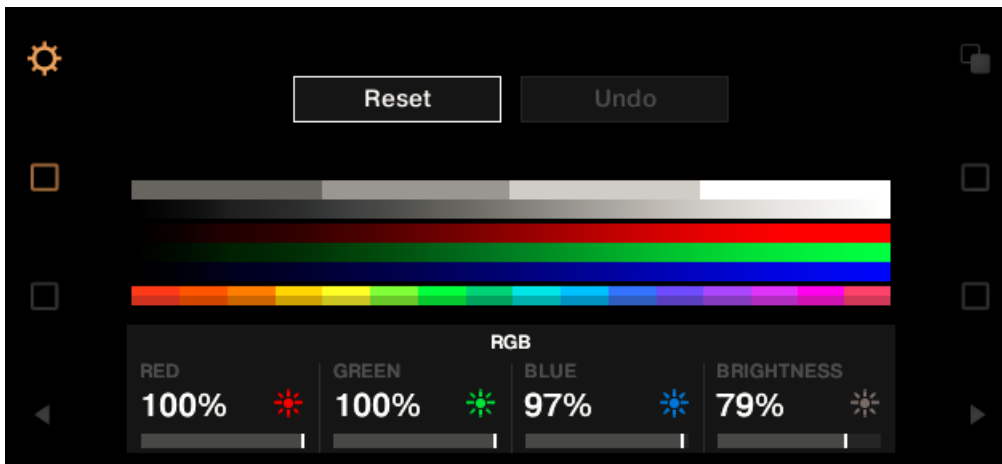 Reset
Undo
RGB
RED GREEN BLUE BRIGHTNESS
100% 100% 97% 79%